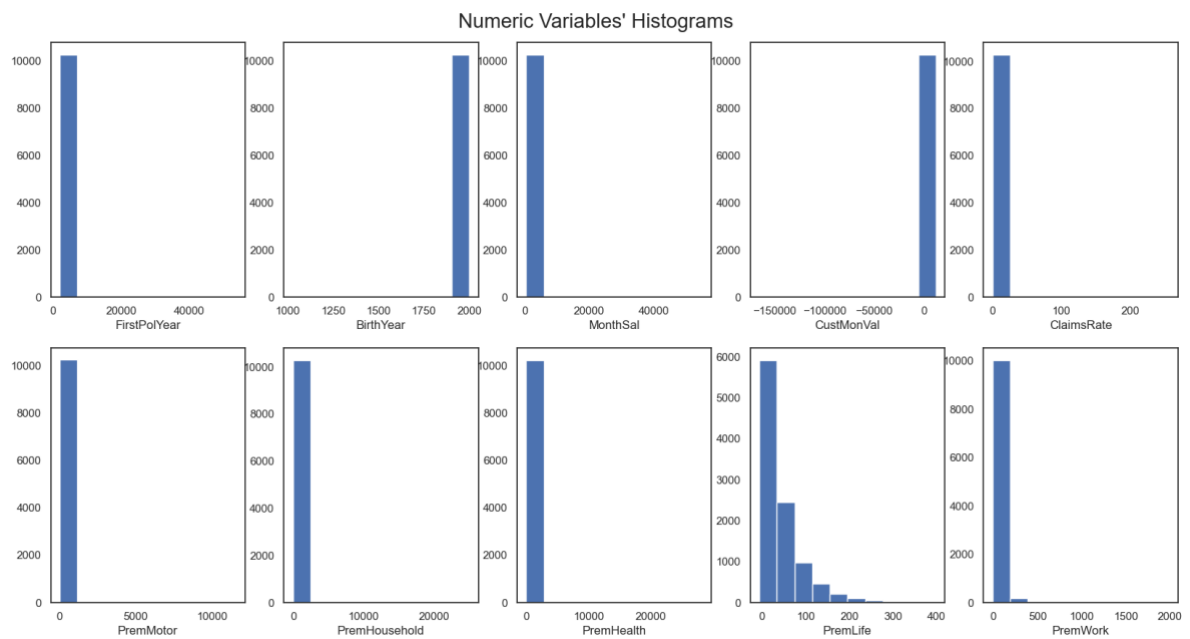 Numeric Variables' Histograms
10000 10000 10000 10000 10000
8000 8000 8000 8000 8000
6000 6000 6000 6000 6000
4000 4000 4000 4000 4000
2000 2000 2000 2000 2000
0 0 0 0 0
0 20000 40000 1000 1250 1500 1750 2000 0 20000 40000 −150000 −100000 −50000 0 0 100 200
FirstPolYear BirthYear MonthSal CustMonVal ClaimsRate
10000 10000 10000 6000 10000
8000 8000 8000 5000 8000
6000 6000 6000 4000 6000
4000 4000 4000 3000 4000
2000 2000 2000 2000 2000
1000
0 0 0 0 0
0 5000 10000 0 10000 20000 0 10000 20000 0 100 200 300 400 0 500 1000 1500 2000
PremMotor PremHousehold PremHealth PremLife PremWork